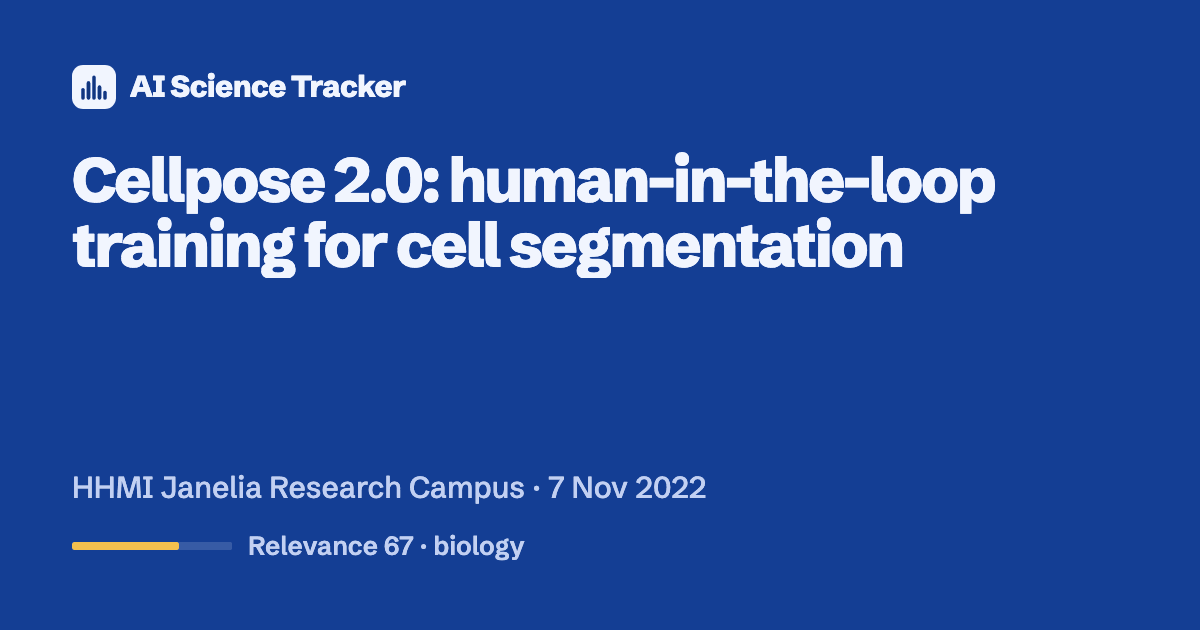 AI Science Tracker
Cellpose 2.0: human-in-the-loop
training for cell segmentation
HHMI Janelia Research Campus · 7 Nov 2022
Relevance 67 · biology